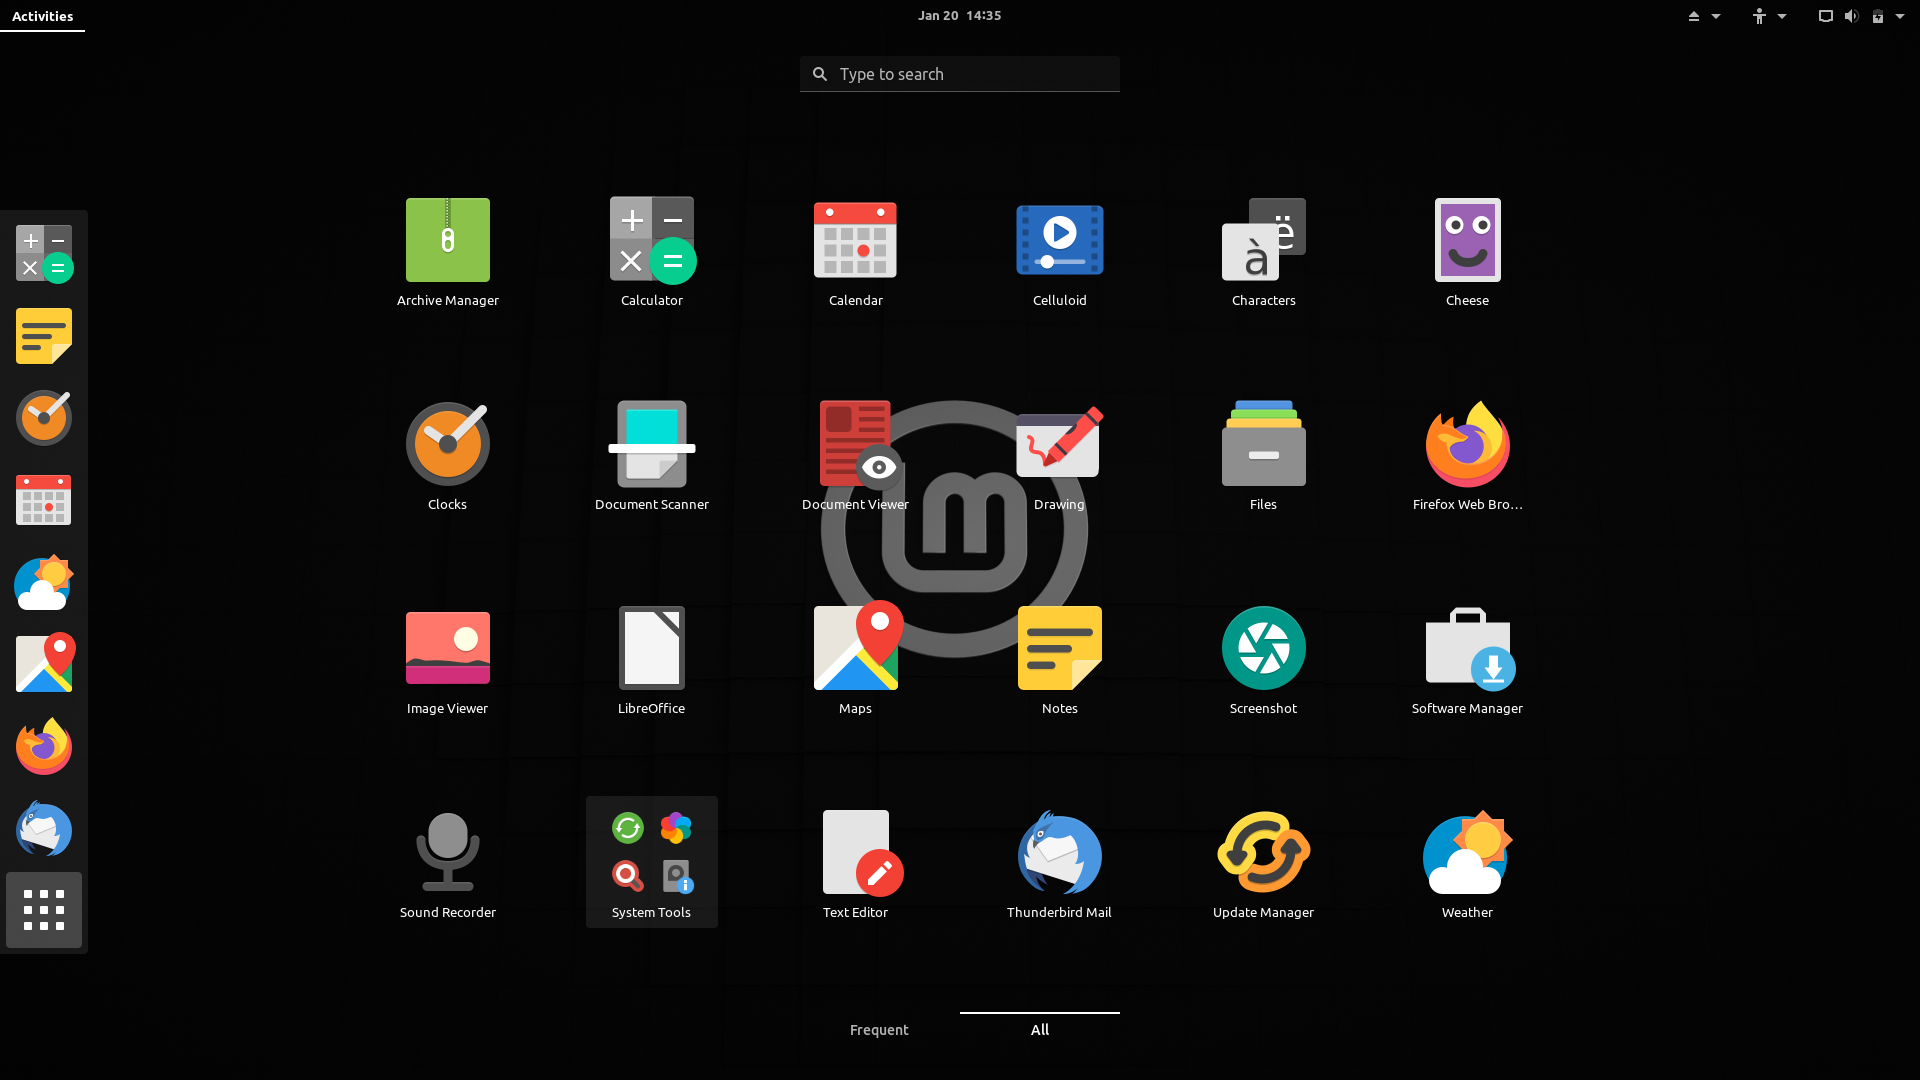 Activities
Jan 20 14:35
Type to search
Archive Manager
Calculator
Calendar
Celluloid
Characters
Cheese
Clocks
Document Scanner
Document Viewer
Drawing
Files
Firefox Web Bro...
Image Viewer
LibreOffice
Maps
Notes
Screenshot
Software Manager
Sound Recorder
System Tools
Text Editor
Thunderbird Mail
Update Manager
Weather
Frequent
All